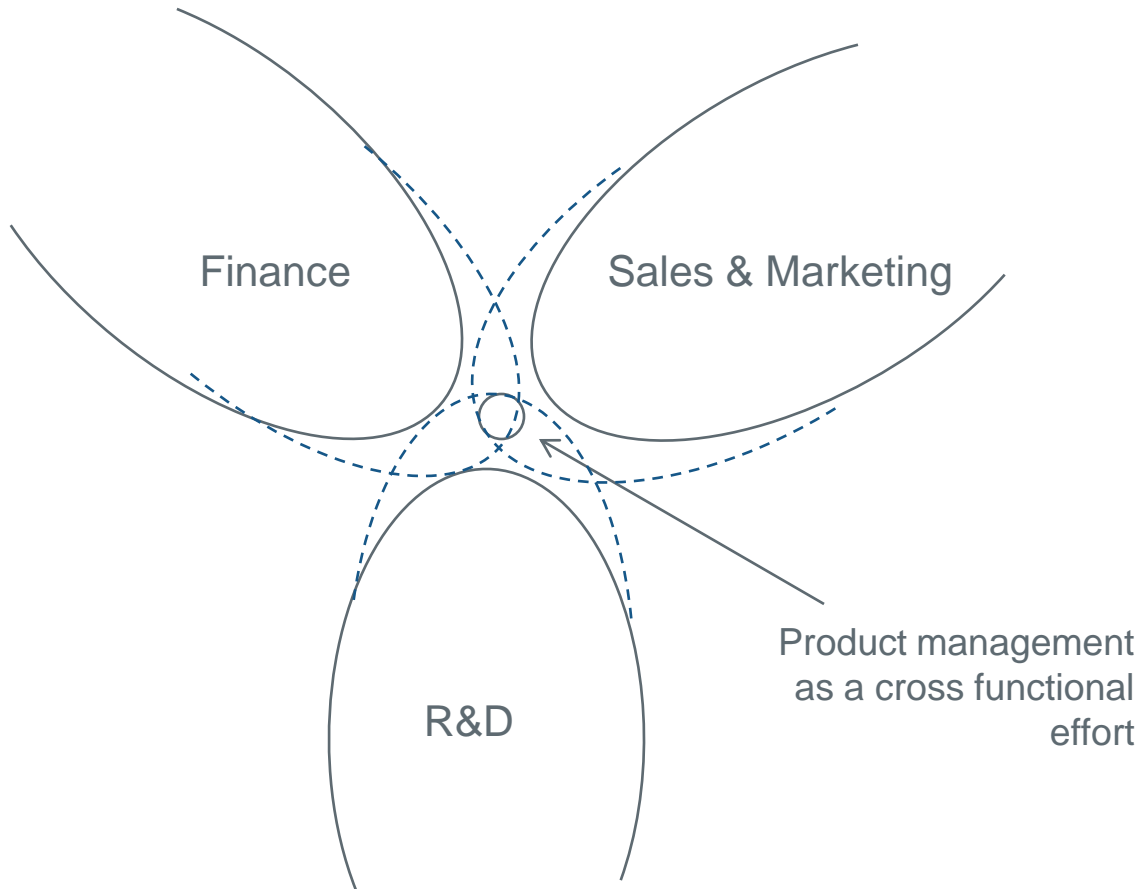 Finance
Sales & Marketing
R&D
Product management
as a cross functional
effort